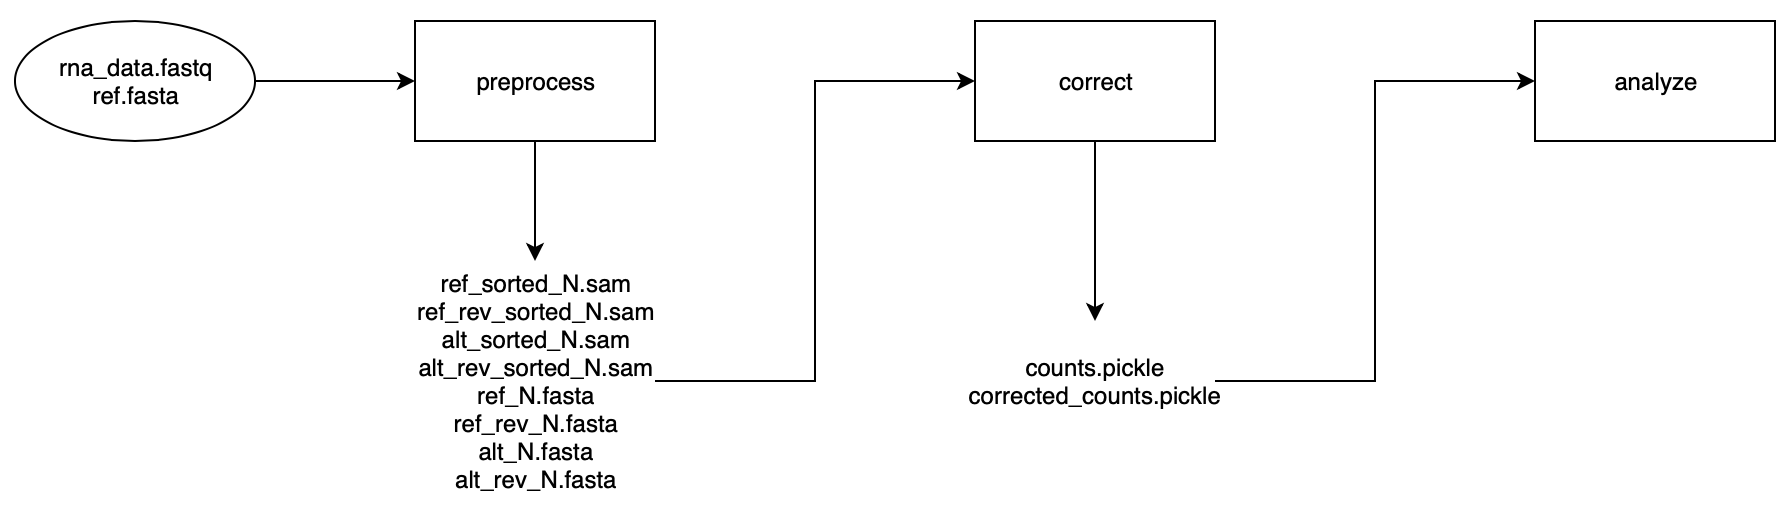 rna_data.fastq
ref.fasta
preprocess
correct
analyze
ref_sorted_N.sam
ref_rev_sorted_N.sam
alt_sorted_N.sam
alt_rev_sorted_N.sam
ref_N.fasta
ref_rev_N.fasta
alt_N.fasta
alt_rev_N.fasta
counts.pickle
corrected_counts.pickle